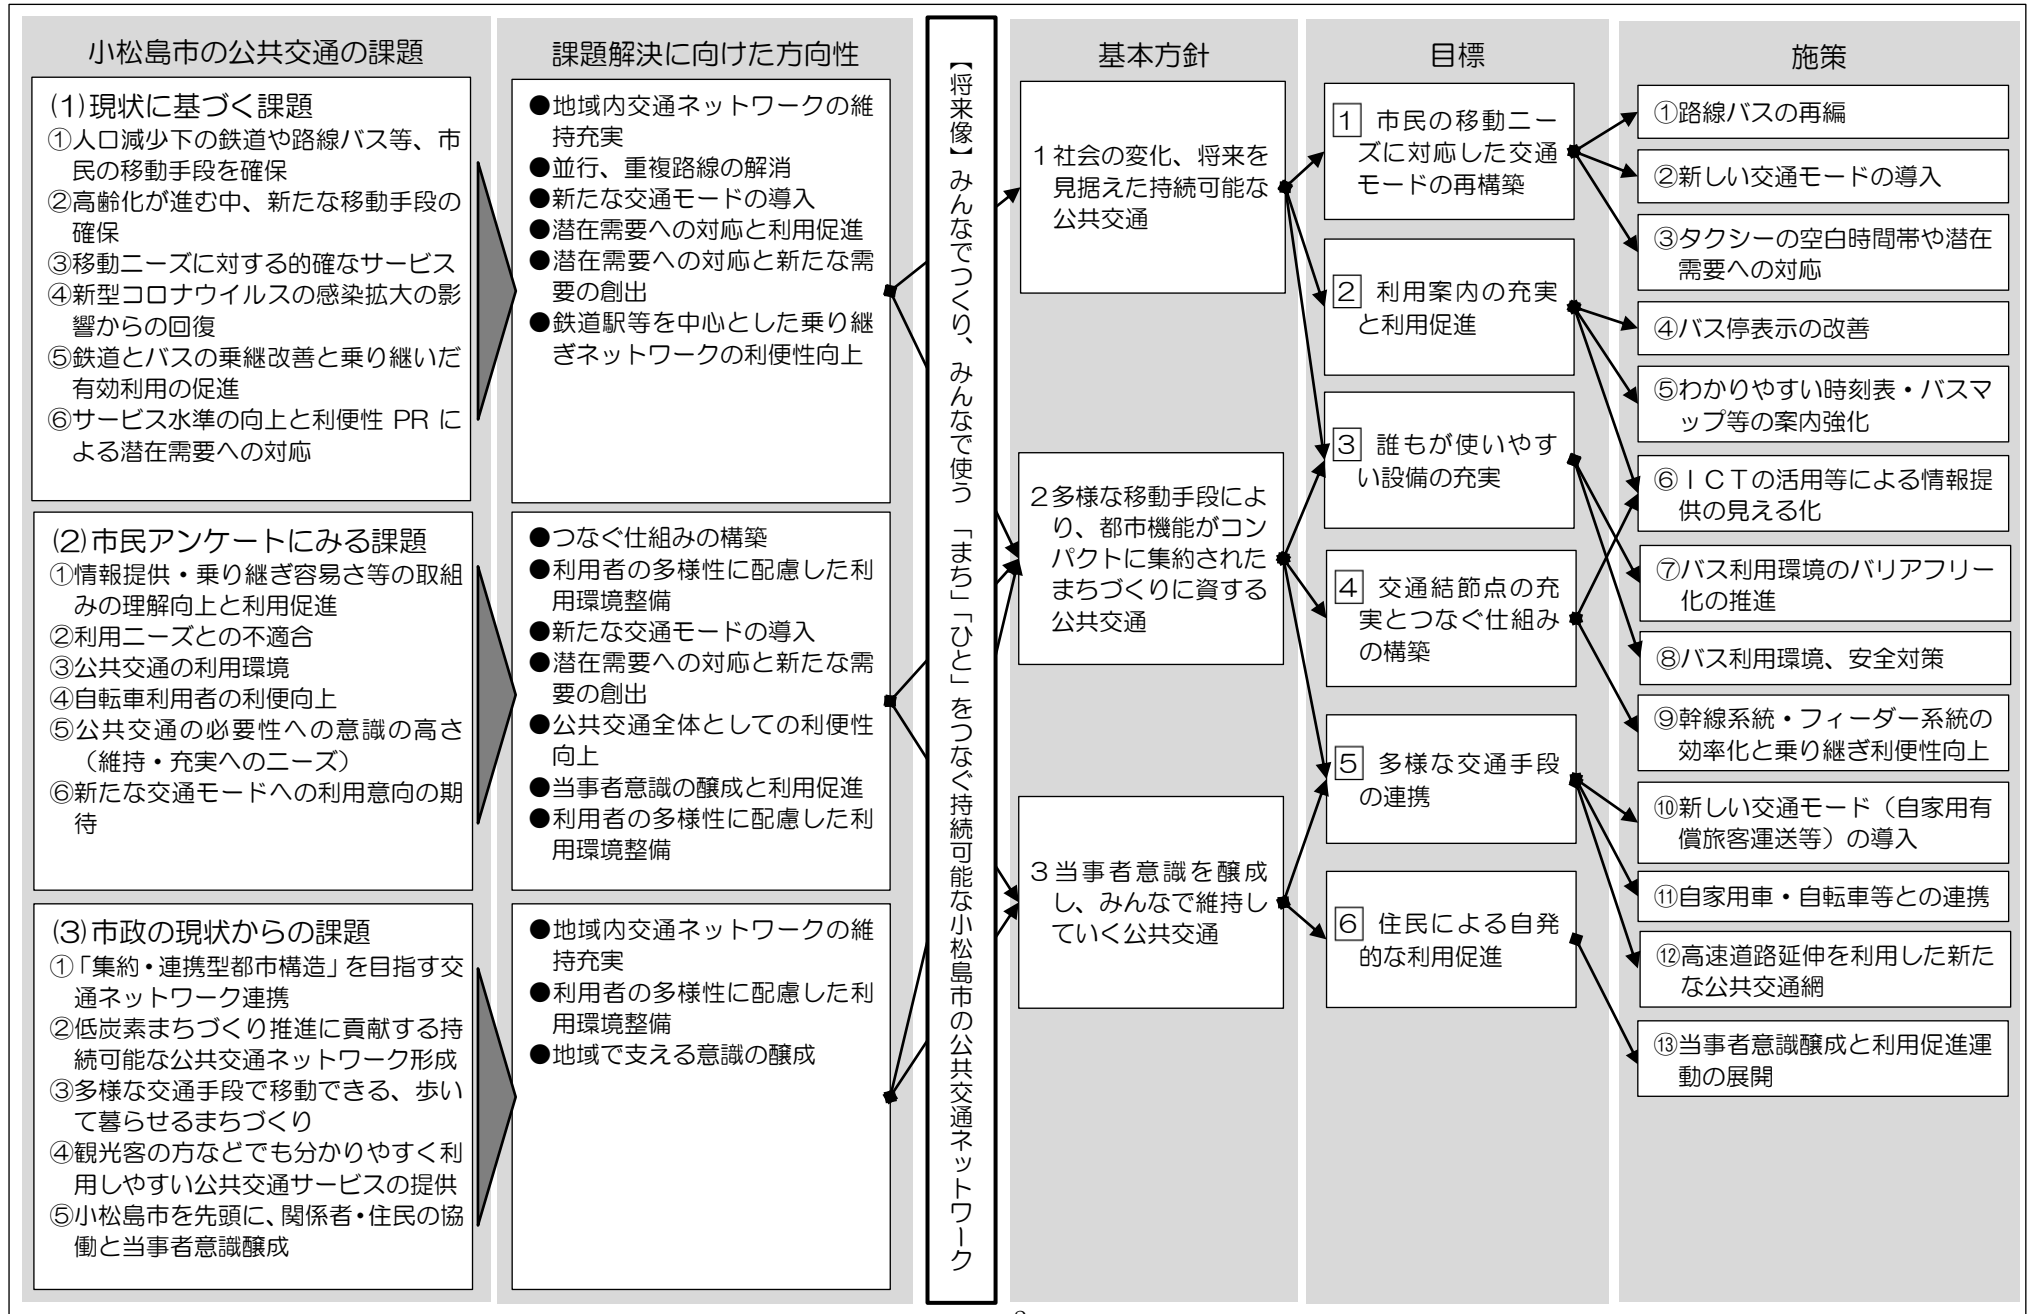 小松島市の公共交通の課題
(1)現状に基づく課題
①人口減少下の鉄道や路線バス等、市
民の移動手段を確保
②高齢化が進む中、新たな移動手段の
確保
③移動ニーズに対する的確なサービス
④新型コロナウイルスの感染拡大の影
響からの回復
⑤鉄道とバスの乗継改善と乗り継いだ
有効利用の促進
⑥サービス水準の向上と利便性 PR に
よる潜在需要への対応
(2)市民アンケートにみる課題
①情報提供・乗り継ぎ容易さ等の取組
みの理解向上と利用促進
②利用ニーズとの不適合
③公共交通の利用環境
④自転車利用者の利便向上
⑤公共交通の必要性への意識の高さ
（維持・充実へのニーズ）
⑥新たな交通モードへの利用意向の期
待
(3)市政の現状からの課題
①「集約・連携型都市構造」を目指す交
通ネットワーク連携
②低炭素まちづくり推進に貢献する持
続可能な公共交通ネットワーク形成
③多様な交通手段で移動できる、歩い
て暮らせるまちづくり
④観光客の方などでも分かりやすく利
用しやすい公共交通サービスの提供
⑤小松島市を先頭に、関係者・住民の協
働と当事者意識醸成
課題解決に向けた方向性
●地域内交通ネットワークの維
持充実
●並行、重複路線の解消
●新たな交通モードの導入
●潜在需要への対応と利用促進
●潜在需要への対応と新たな需
要の創出
●鉄道駅等を中心とした乗り継
ぎネットワークの利便性向上
●つなぐ仕組みの構築
●利用者の多様性に配慮した利
用環境整備
●新たな交通モードの導入
●潜在需要への対応と新たな需
要の創出
●公共交通全体としての利便性
向上
●当事者意識の醸成と利用促進
●利用者の多様性に配慮した利
用環境整備
●地域内交通ネットワークの維
持充実
●利用者の多様性に配慮した利
用環境整備
●地域で支える意識の醸成
【将来像】みんなでつくり、みんなで使う 「まち」「ひと」をつなぐ持続可能な小松島市の公共交通ネットワーク
基本方針
1社会の変化、将来を
見据えた持続可能な
公共交通
2多様な移動手段によ
り、都市機能がコン
パクトに集約された
まちづくりに資する
公共交通
3当事者意識を醸成
し、みんなで維持し
ていく公共交通
目標
1 市民の移動ニー
ズに対応した交通
モードの再構築
2 利用案内の充実
と利用促進
3 誰もが使いやす
い設備の充実
4 交通結節点の充
実とつなぐ仕組み
の構築
5 多様な交通手段
の連携
6 住民による自発
的な利用促進
施策
①路線バスの再編
②新しい交通モードの導入
③タクシーの空白時間帯や潜在
需要への対応
④バス停表示の改善
⑤わかりやすい時刻表・バスマ
ップ等の案内強化
⑥ＩＣＴの活用等による情報提
供の見える化
⑦バス利用環境のバリアフリー
化の推進
⑧バス利用環境、安全対策
⑨幹線系統・フィーダー系統の
効率化と乗り継ぎ利便性向上
⑩新しい交通モード（自家用有
償旅客運送等）の導入
⑪自家用車・自転車等との連携
⑫高速道路延伸を利用した新た
な公共交通網
⑬当事者意識醸成と利用促進運
動の展開